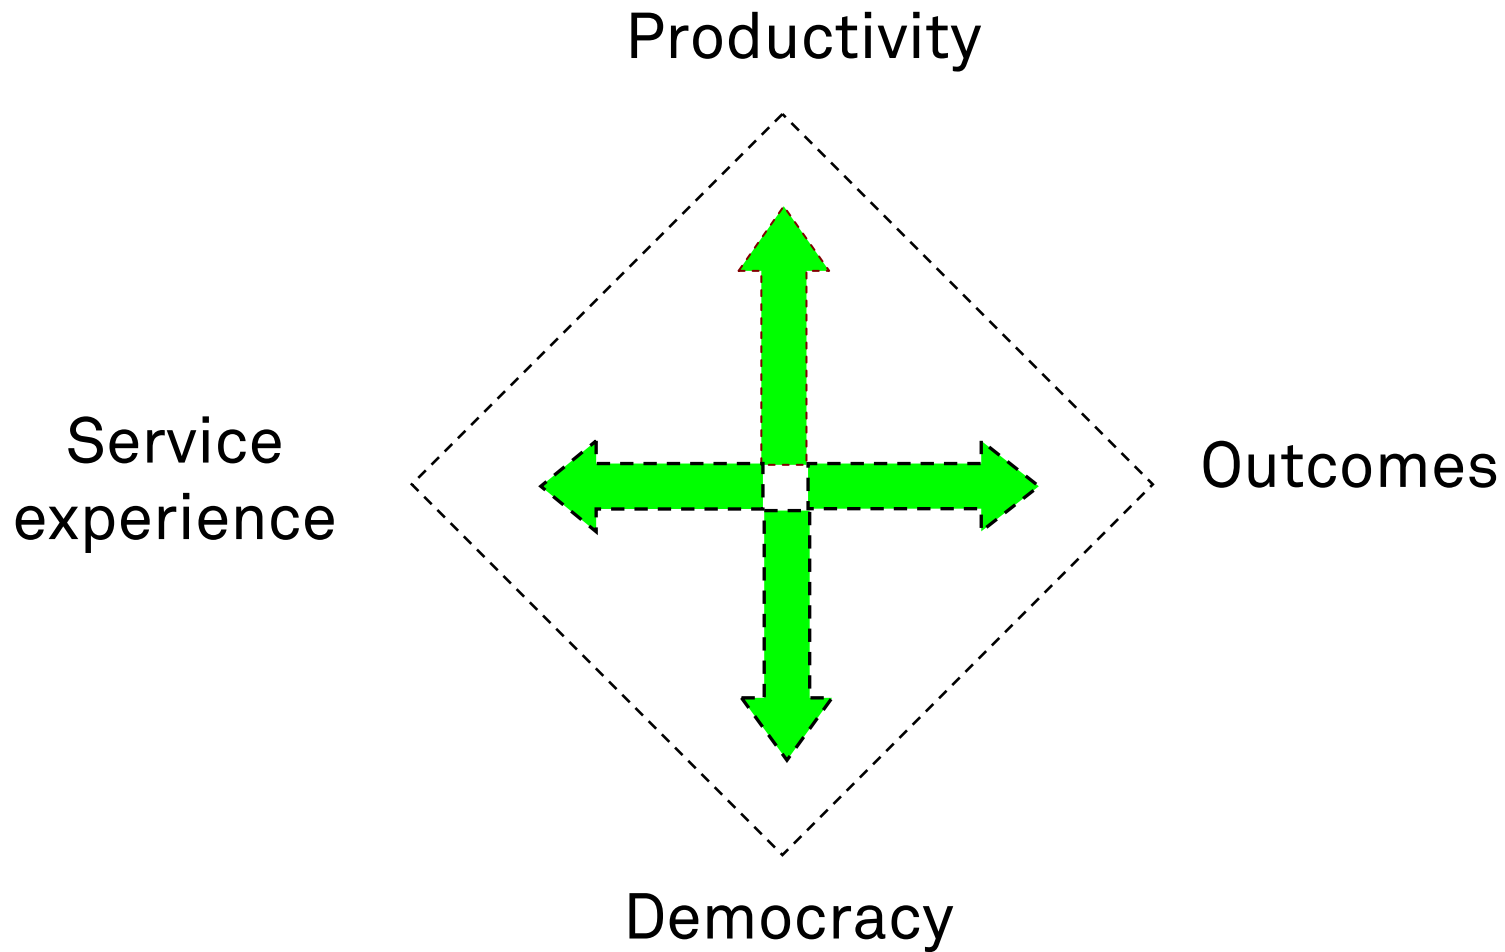 Productivity
Service
experience
Outcomes
Democracy